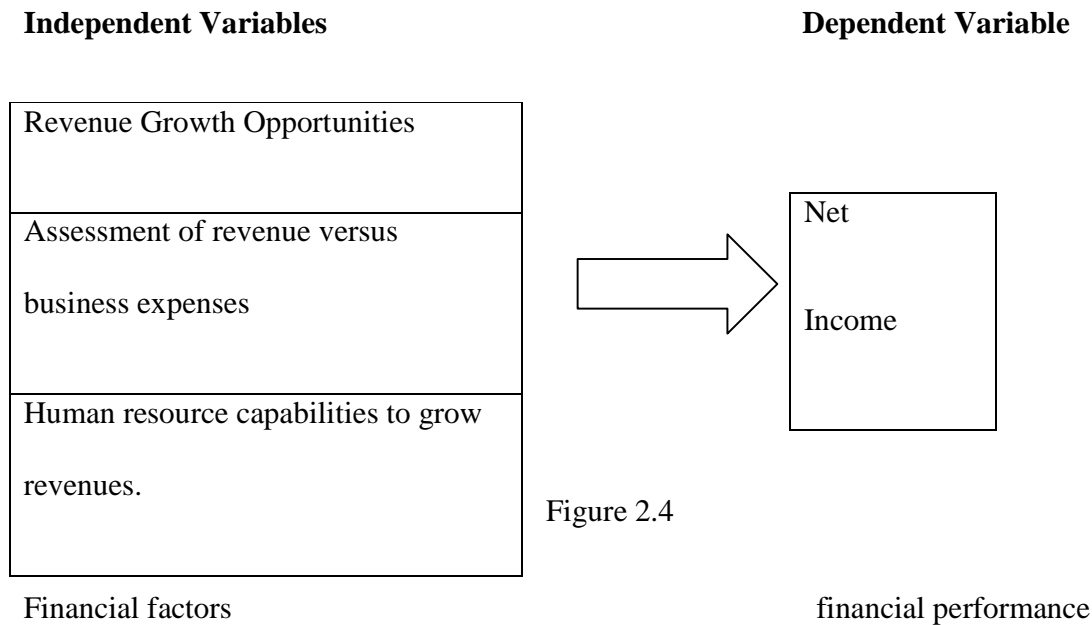 Independent Variables
Dependent Variable
Revenue Growth Opportunities
Assessment of revenue versus
business expenses
Human resource capabilities to grow
revenues.
Net
Income
Figure 2.4
Financial factors
financial performance